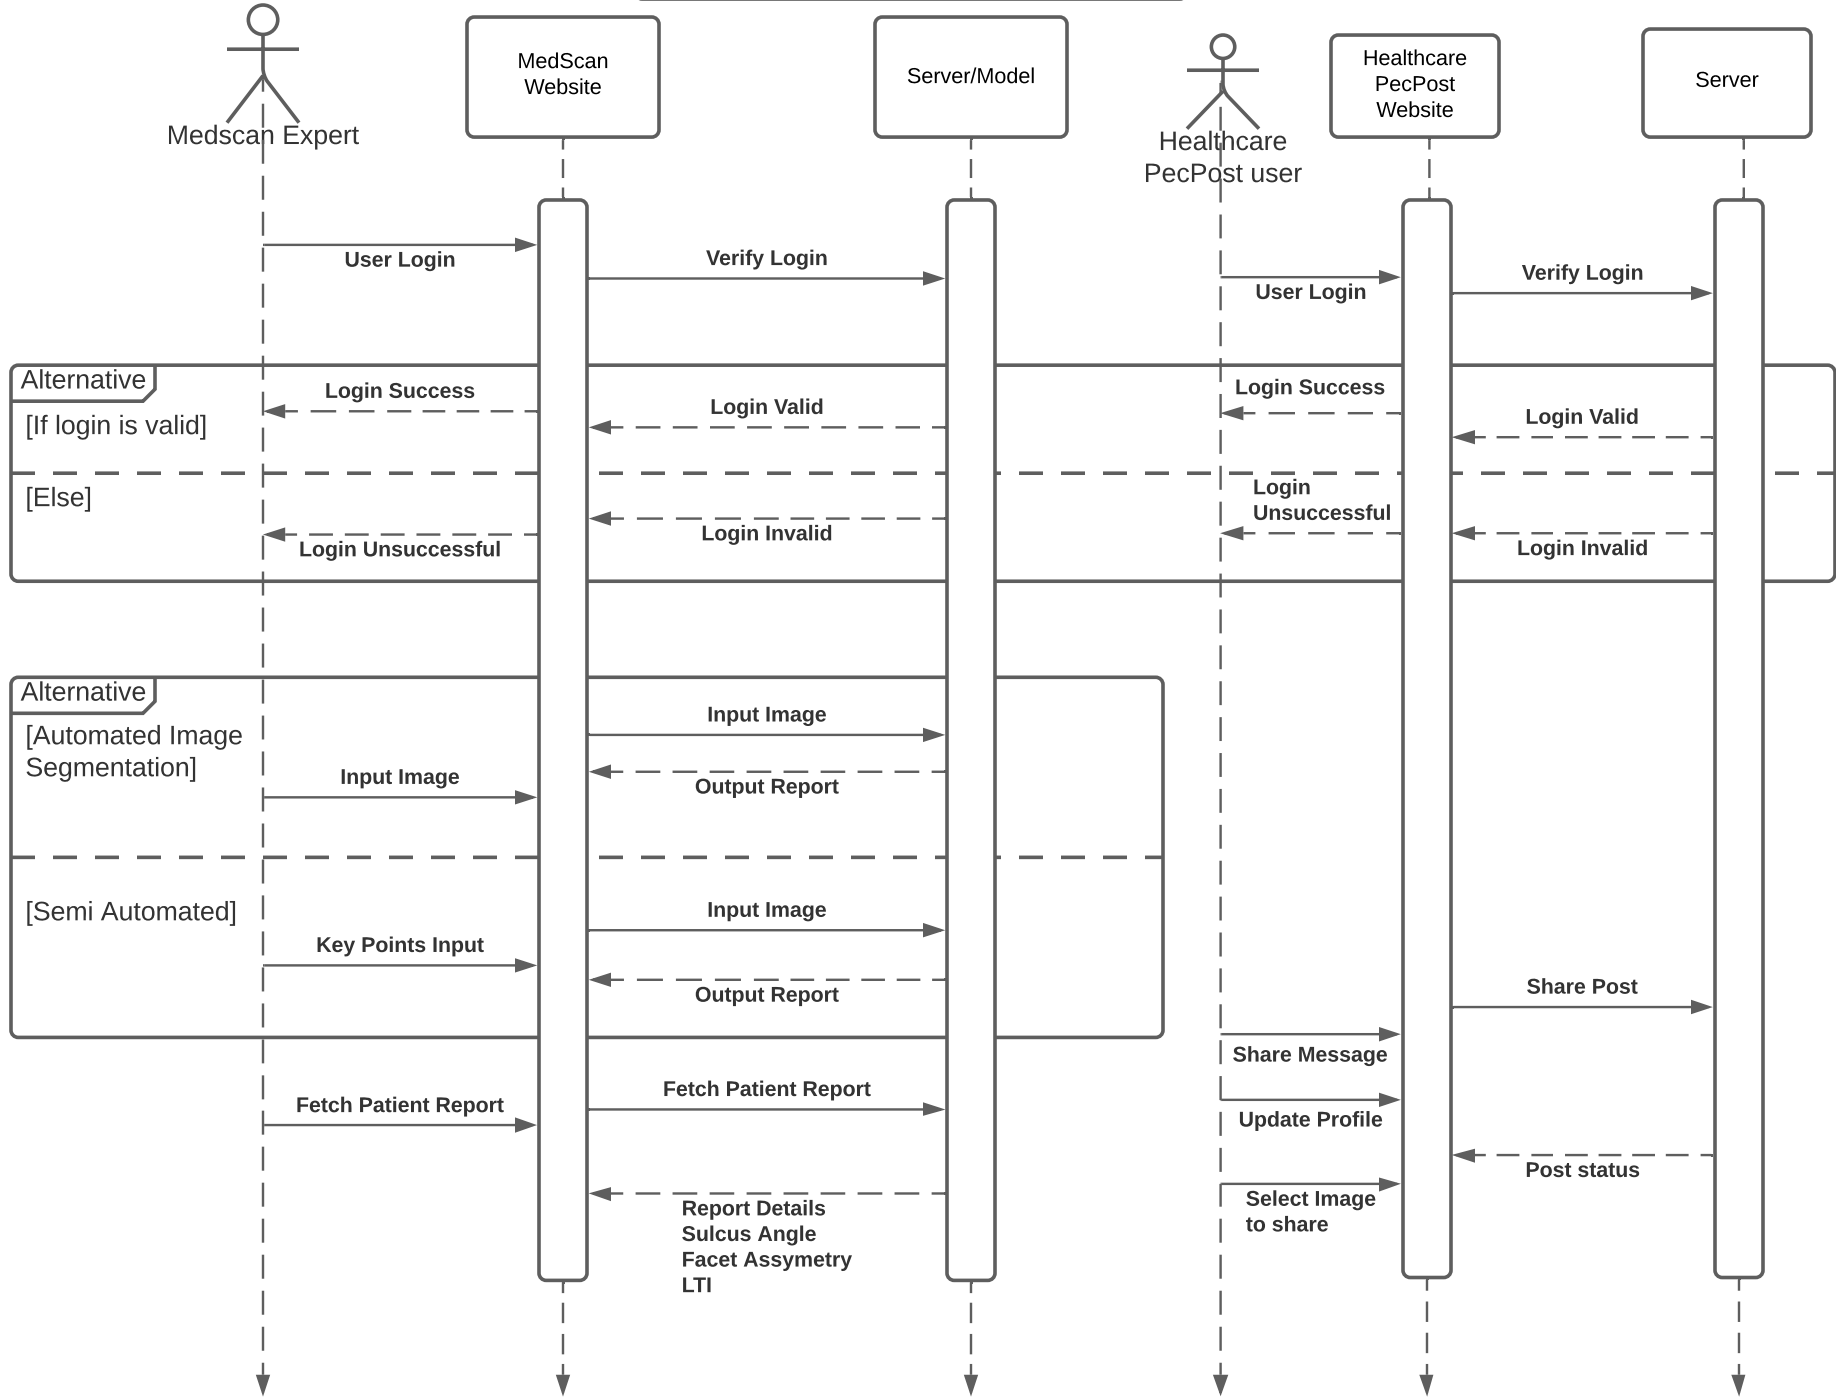 MedScan
Website
Server/Model
Healthcare
PecPost
Website
Server
Medscan Expert
Healthcare
PecPost user
User Login
Verify Login
User Login
Verify Login
Alternative
[If login is valid]
Login Success
Login Valid
Login Success
Login Valid
[Else]
Login Unsuccessful
Login Invalid
Login
Unsuccessful
Login Invalid
Alternative
[Automated Image
Segmentation]
Input Image
Input Image
Output Report
[Semi Automated]
Input Image
Key Points Input
Output Report
Share Post
Share Message
Fetch Patient Report
Fetch Patient Report
Update Profile
Post status
Select Image
to share
Report Details
Sulcus Angle
Facet Assymetry
LTI